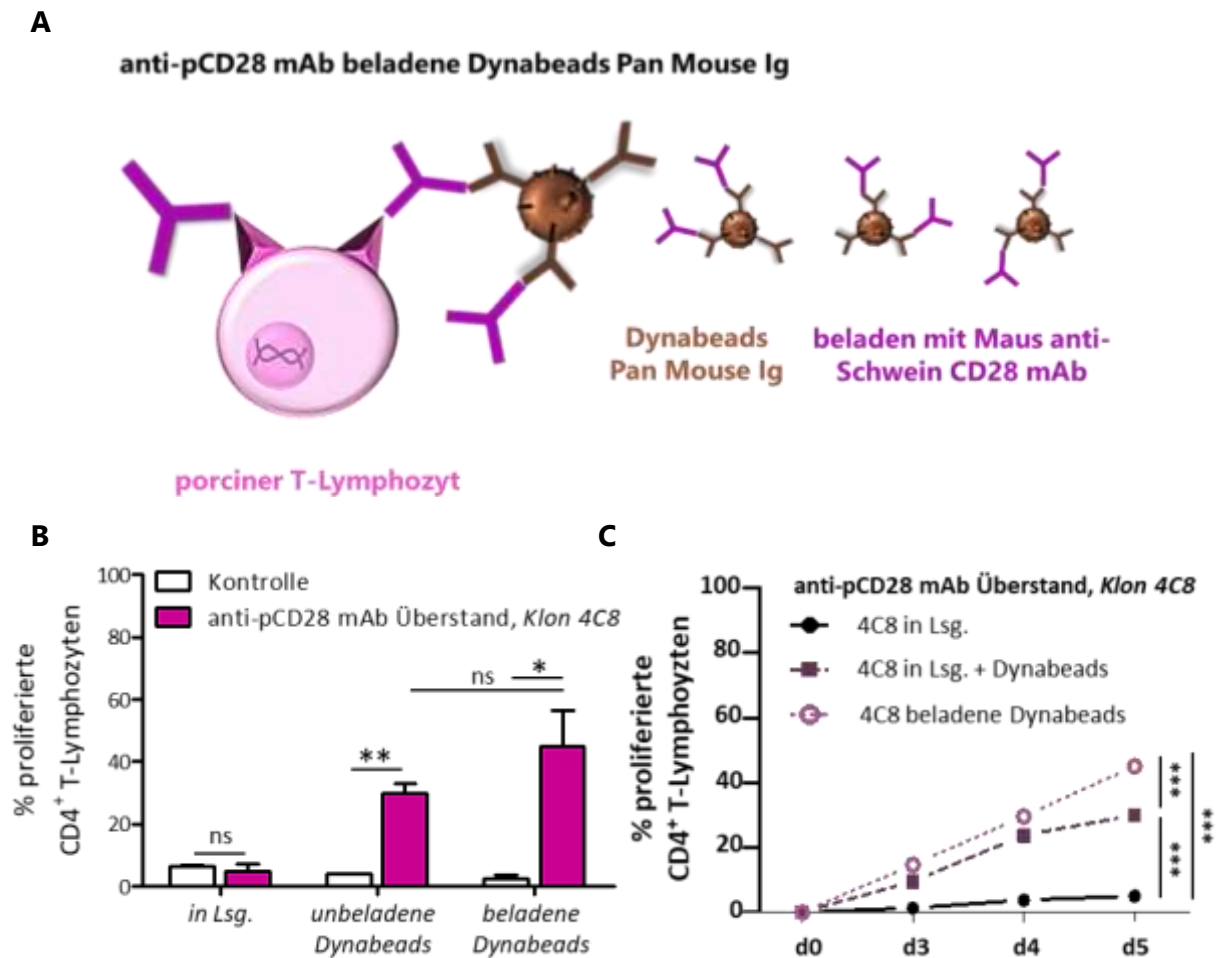 A
anti-pCD28 mAb beladene Dynabeads Pan Mouse Ig
Dynabeads
Pan Mouse Ig
beladen mit Maus anti-
Schwein CD28 mAb
porciner T-Lymphozyt
B
% proliferierte
CD4⁺ T-Lymphozyten
100
80
60
40
20
0
Kontrolle
anti-pCD28 mAb Überstand, Klon 4C8
ns
**
ns
*
in Lsg.
unbeladene
Dynabeads
beladene
Dynabeads
C
% proliferierte
CD4⁺ T-Lymphoyzten
100
80
60
40
20
0
anti-pCD28 mAb Überstand, Klon 4C8
4C8 in Lsg.
4C8 in Lsg. + Dynabeads
4C8 beladene Dynabeads
***
***
***
d0
d3
d4
d5